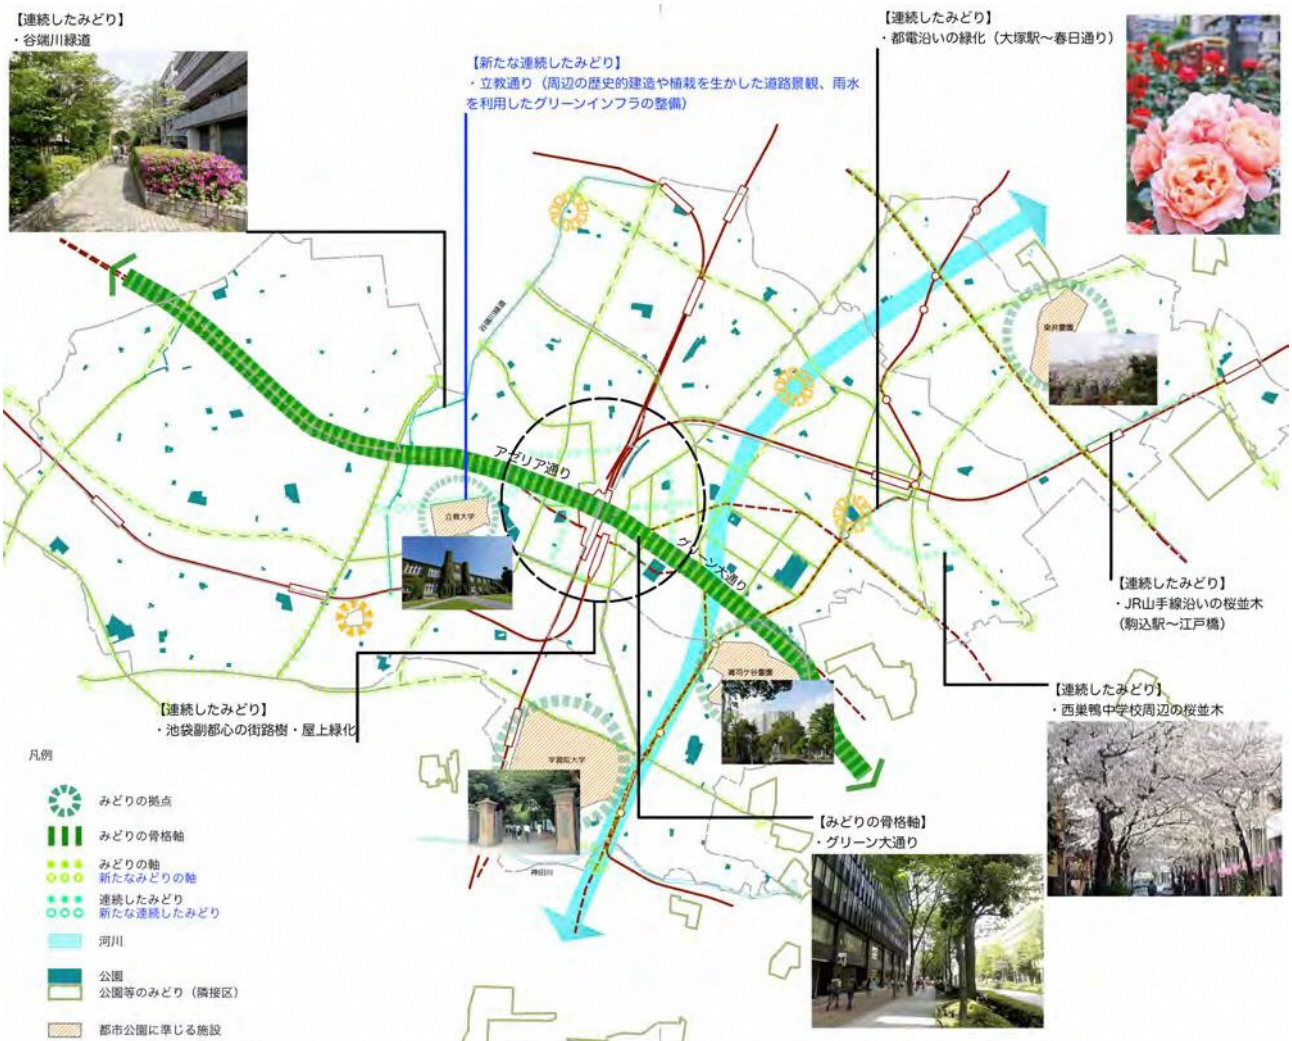 【連続したみどり】
・谷端川緑道
【新たな連続したみどり】
・立教通り（周辺の歴史的建造や植栽を生かした道路景観、雨水
を利用したグリーンインフラの整備）
【連続したみどり】
・都電沿いの緑化（大塚駅～春日通り）
谷端川緑道
染井霊園
アゼリア通り
立教大学
グリーン大通り
【連続したみどり】
・JR山手線沿いの桜並木
（駒込駅～江戸橋）
雑司ケ谷霊園
【連続したみどり】
・西巣鴨中学校周辺の桜並木
【連続したみどり】
・池袋副都心の街路樹・屋上緑化
学習院大学
神田川
【みどりの骨格軸】
・グリーン大通り
凡例
みどりの拠点
みどりの骨格軸
みどりの軸
新たなみどりの軸
連続したみどり
新たな連続したみどり
河川
公園
公園等のみどり（隣接区）
都市公園に準じる施設